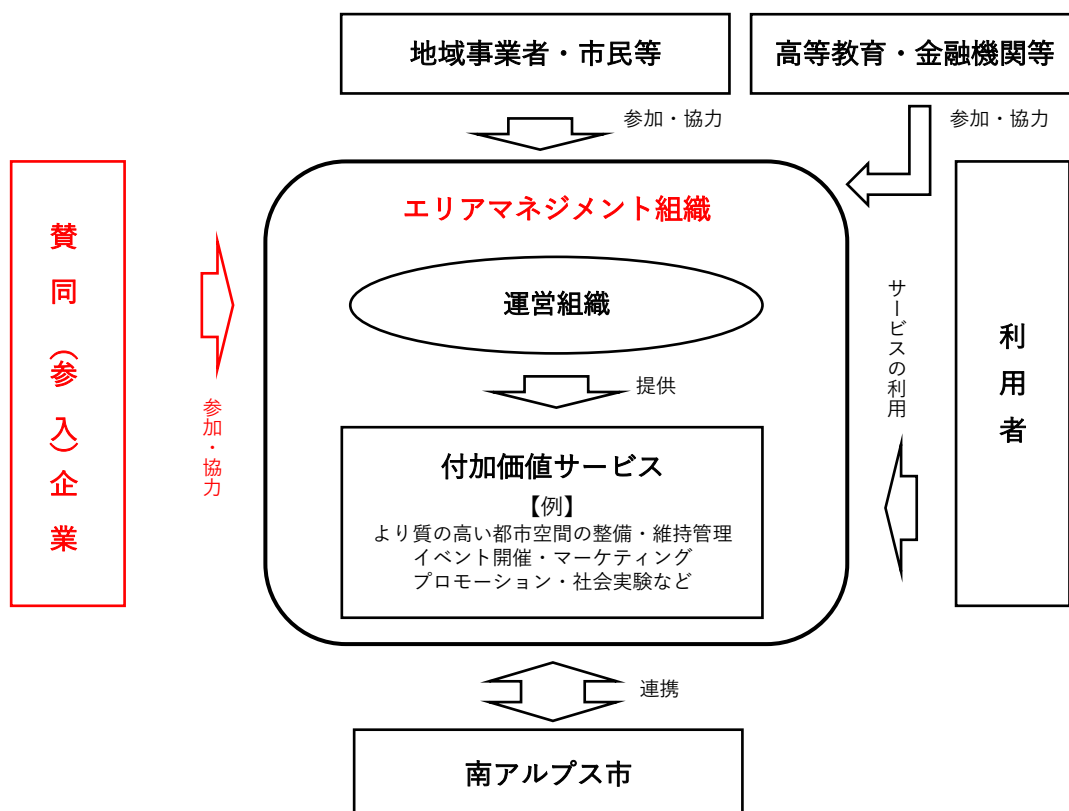 地域事業者・市民等
高等教育・金融機関等
参加・協力
参加・協力
賛同（参入）企業
参加・協力
エリアマネジメント組織
運営組織
提供
付加価値サービス
【例】
より質の高い都市空間の整備・維持管理
イベント開催・マーケティング
プロモーション・社会実験など
サービスの利用
利用者
連携
南アルプス市